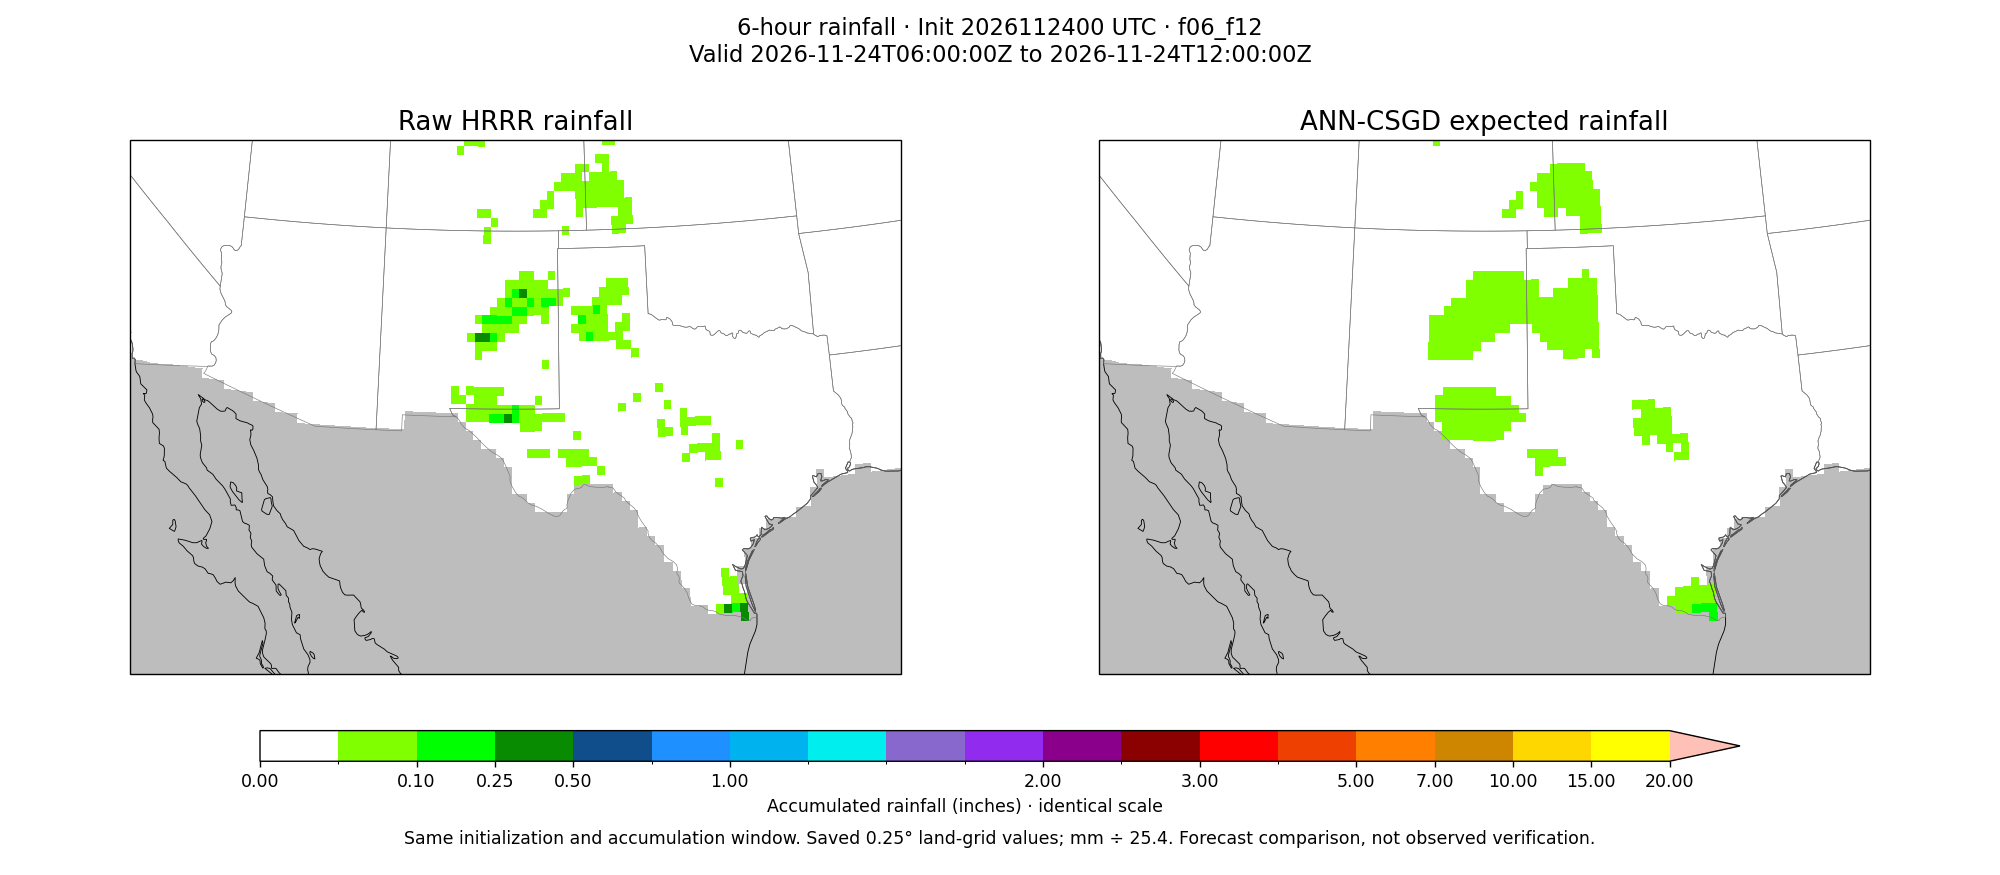 6-hour rainfall · Init 2026112400 UTC · f06_f12
Valid 2026-11-24T06:00:00Z to 2026-11-24T12:00:00Z
Raw HRRR rainfall
ANN-CSGD expected rainfall
0.00 0.10 0.25 0.50 1.00 2.00 3.00 5.00 7.00 10.00 15.00 20.00
Accumulated rainfall (inches) · identical scale
Same initialization and accumulation window. Saved 0.25° land-grid values; mm ÷ 25.4. Forecast comparison, not observed verification.